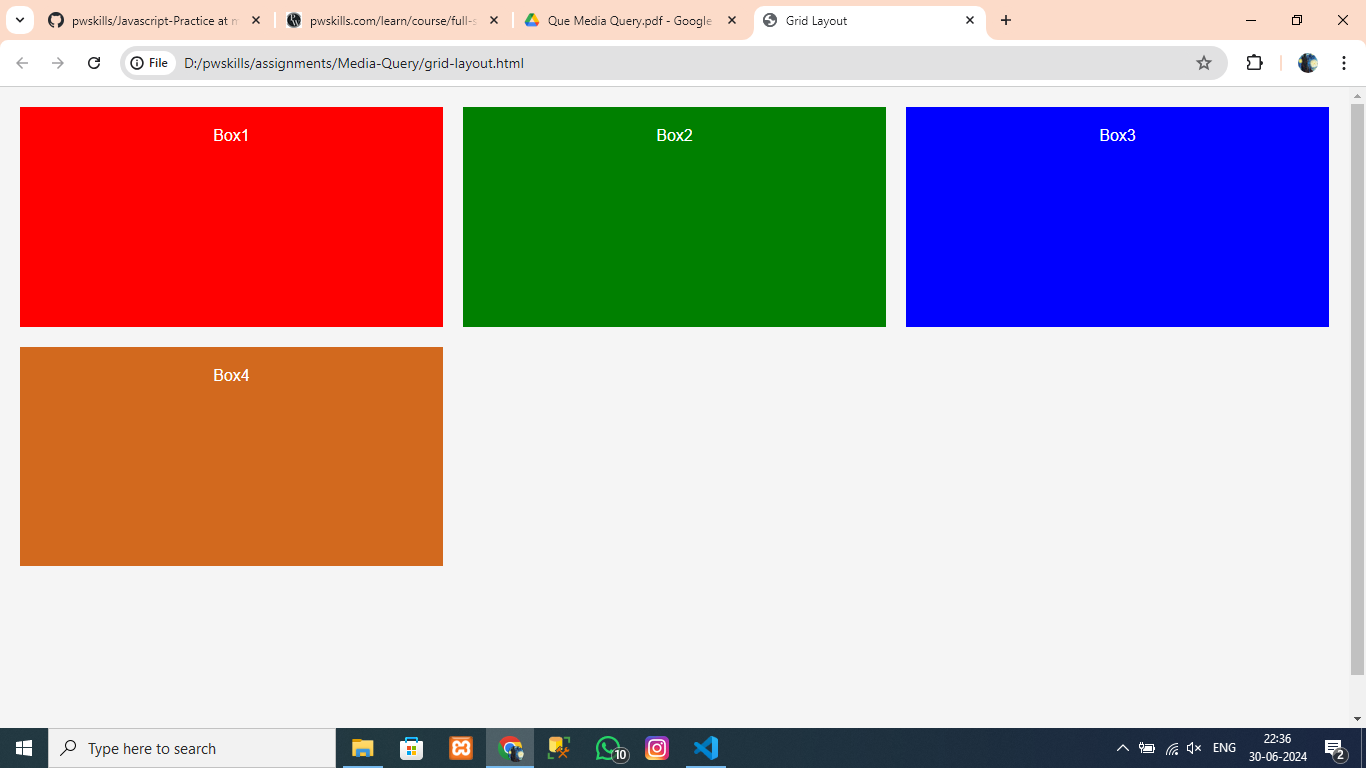 pwskills/Javascript-Practice at m
pwskills.com/learn/course/full-s
Que Media Query.pdf - Google
Grid Layout
File
D:/pwskills/assignments/Media-Query/grid-layout.html
Box1
Box2
Box3
Box4
Type here to search
10
ENG
22:36
30-06-2024
2